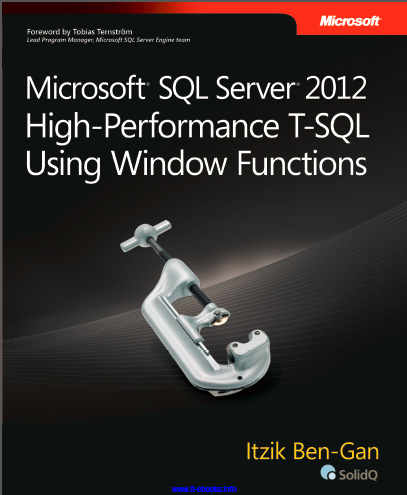 Microsoft®
Foreword by Tobias Ternström
Lead Program Manager, Microsoft SQL Server Engine team
Microsoft® SQL Server® 2012
High-Performance T-SQL
Using Window Functions
Itzik Ben-Gan
SolidQ